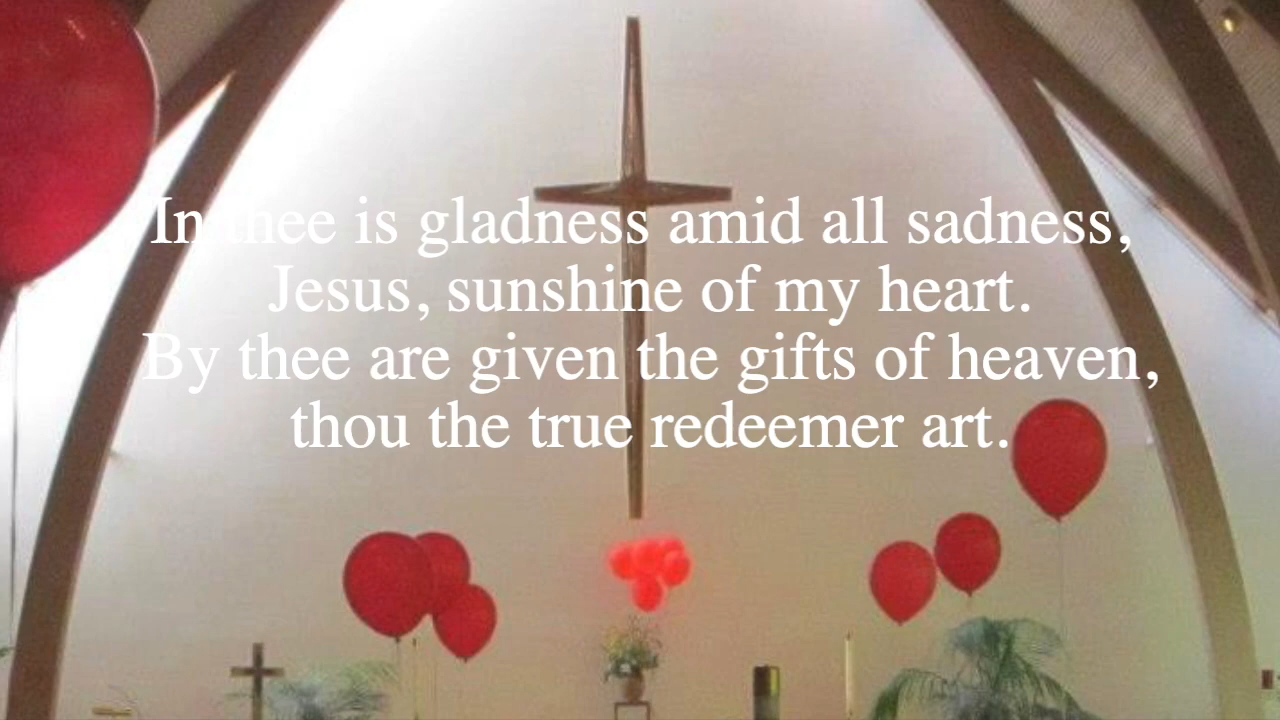 In thee is gladness amid all sadness,
Jesus, sunshine of my heart.
By thee are given the gifts of heaven,
thou the true redeemer art.